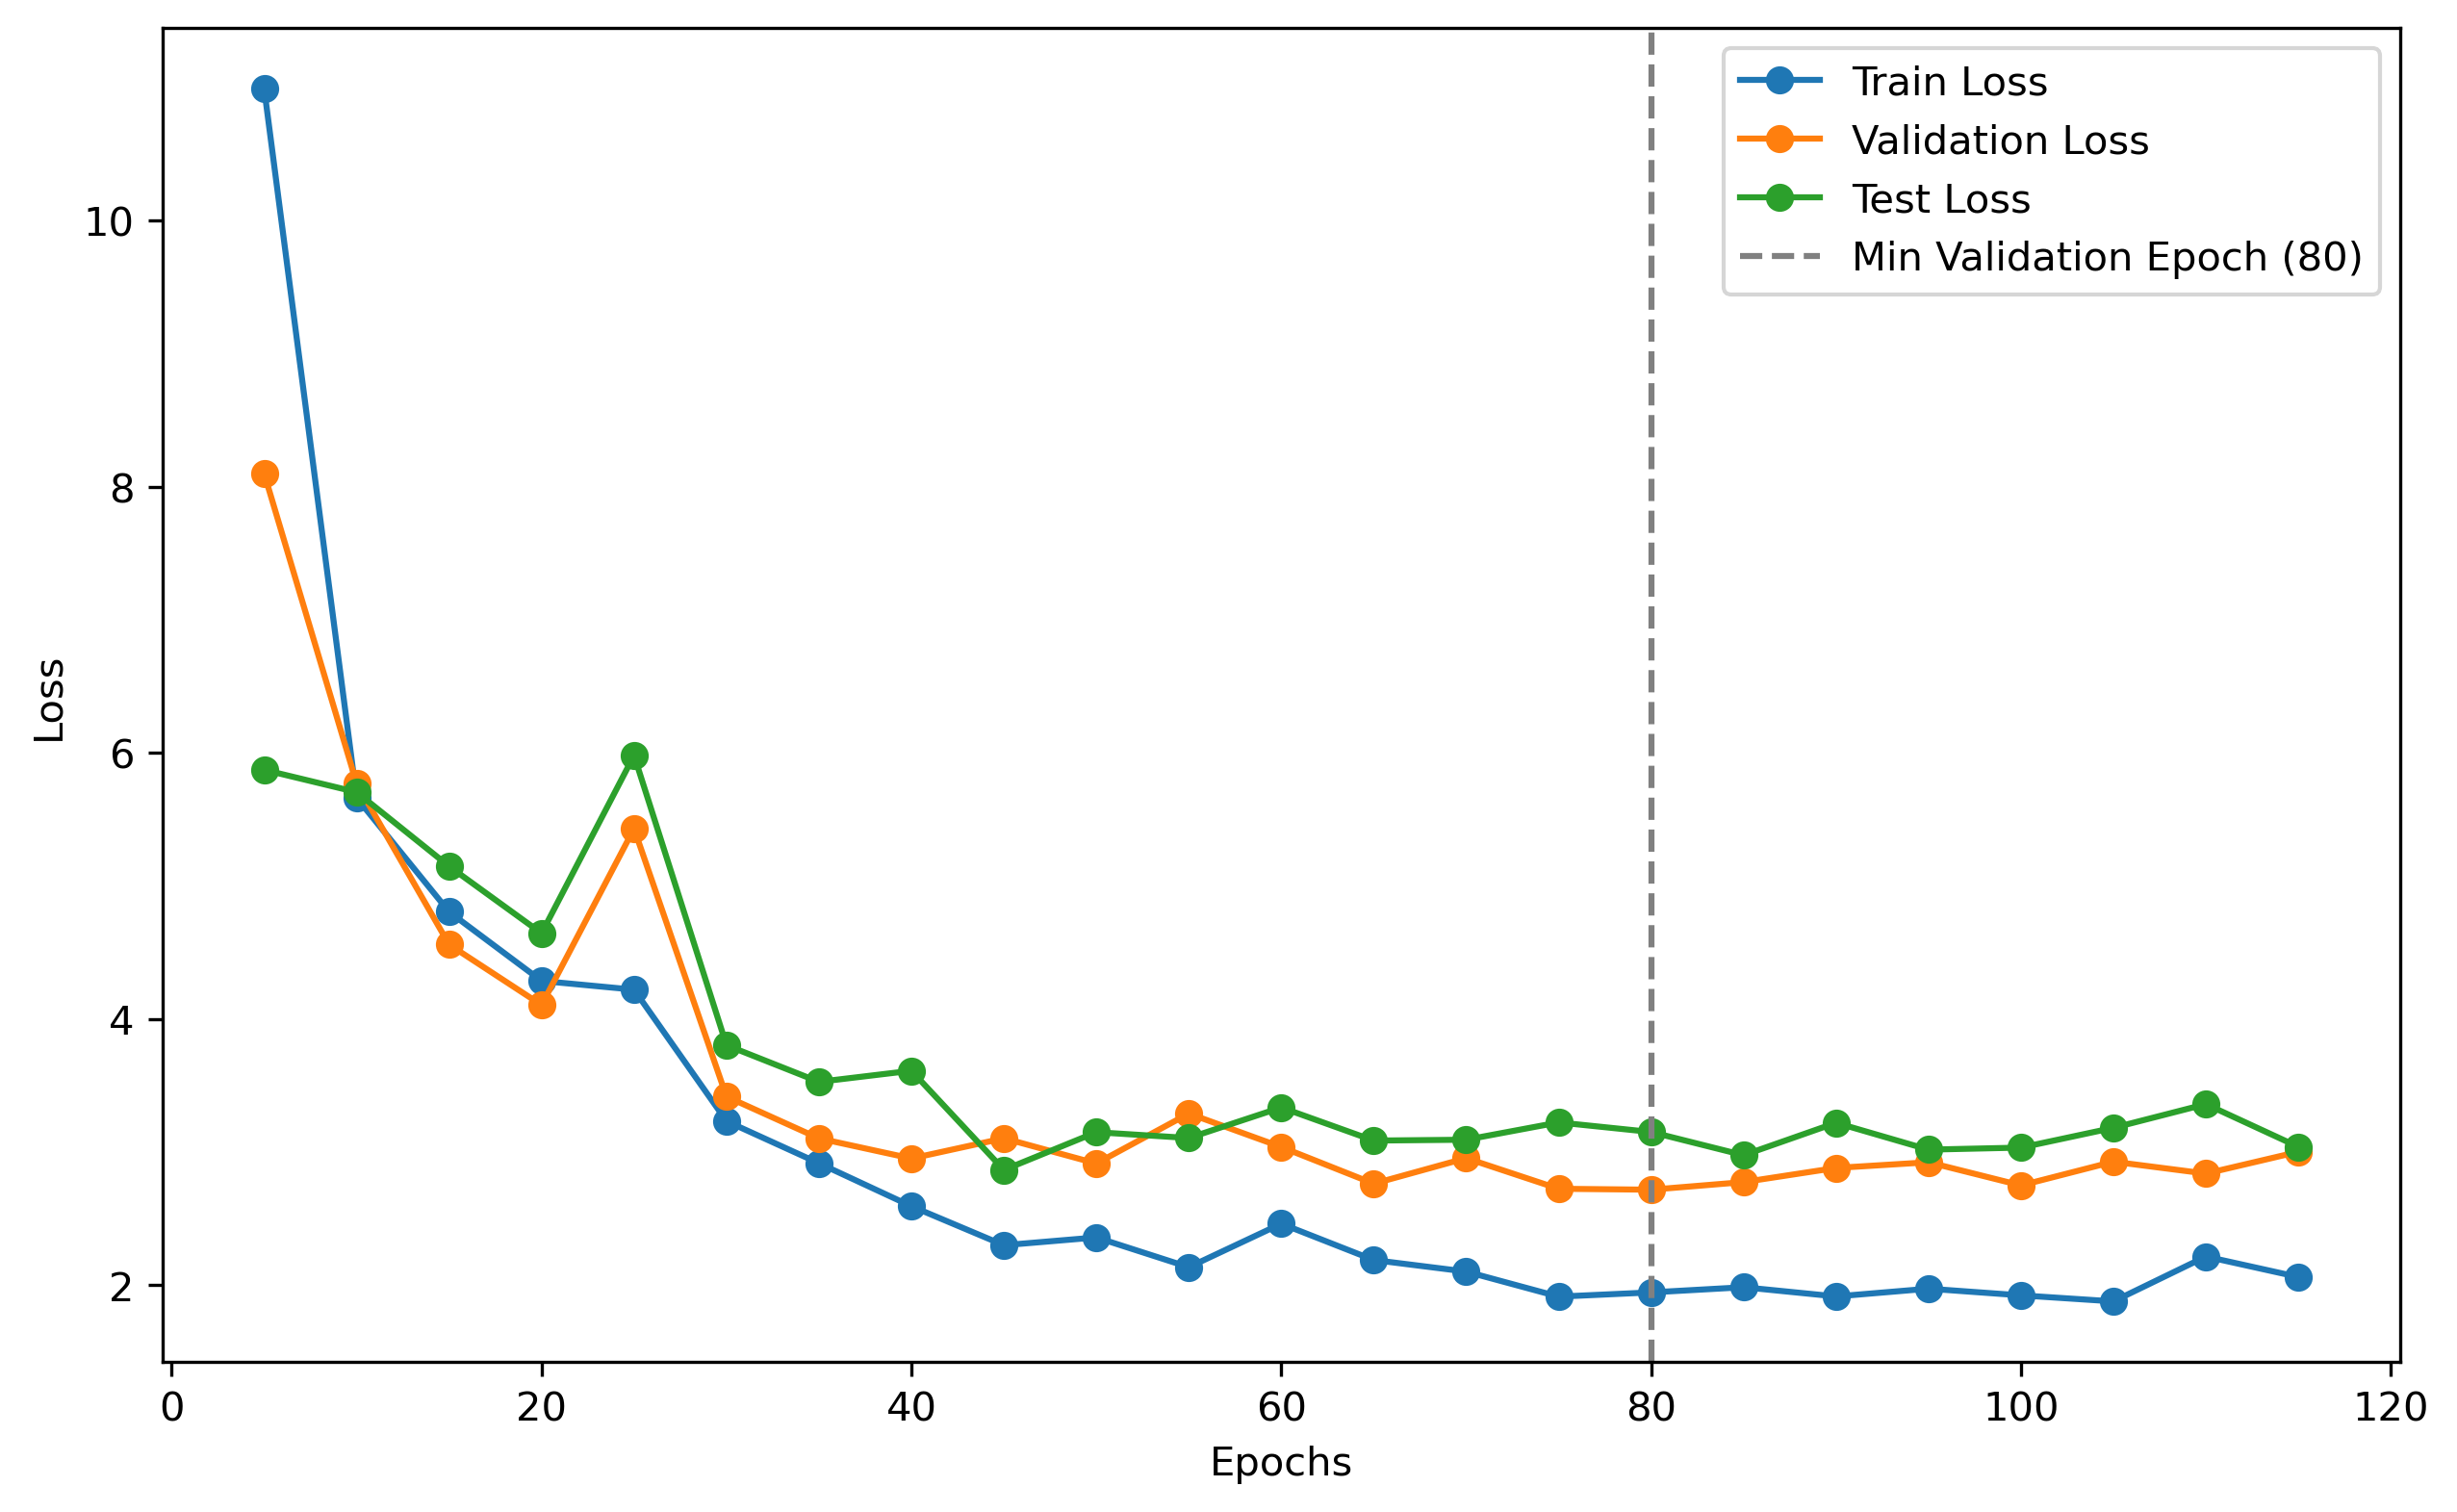 Train Loss
Validation Loss
Test Loss
Min Validation Epoch (80)
10
8
6
4
2
Loss
0 20 40 60 80 100 120
Epochs